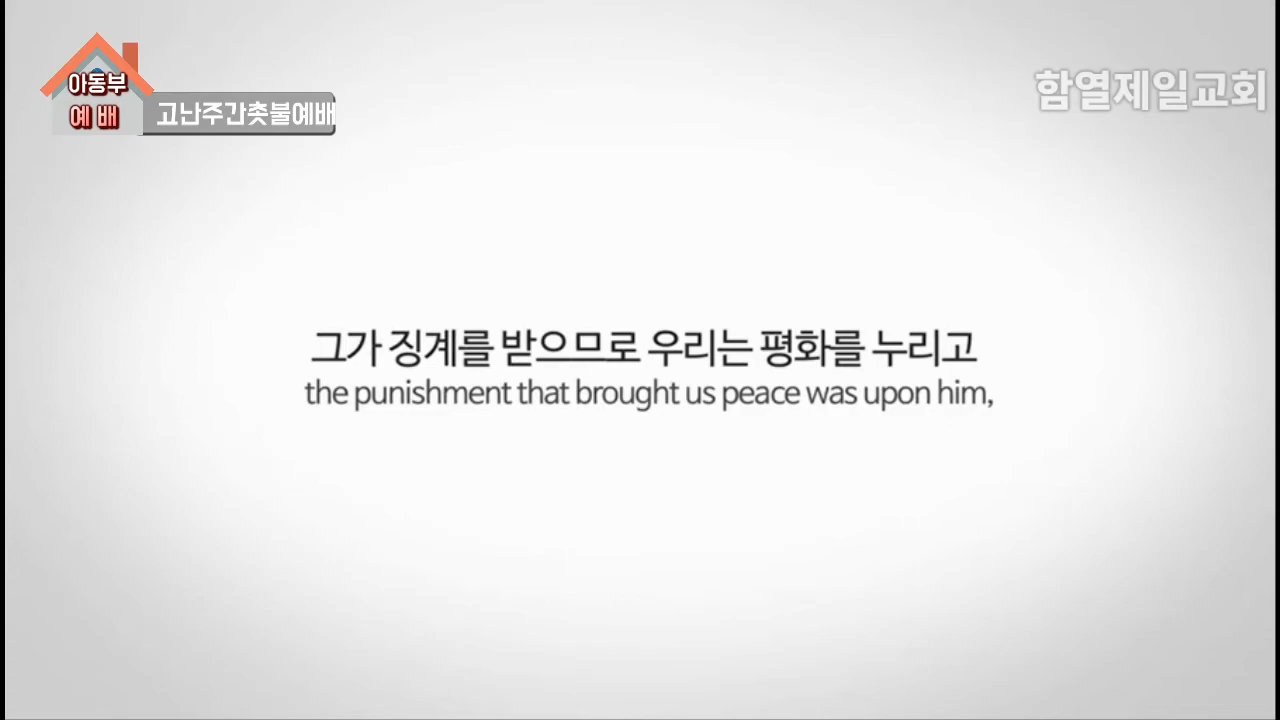 아동부
예배
고난주간촛불예배
함열제일교회
그가 징계를 받으므로 우리는 평화를 누리고
the punishment that brought us peace was upon him,